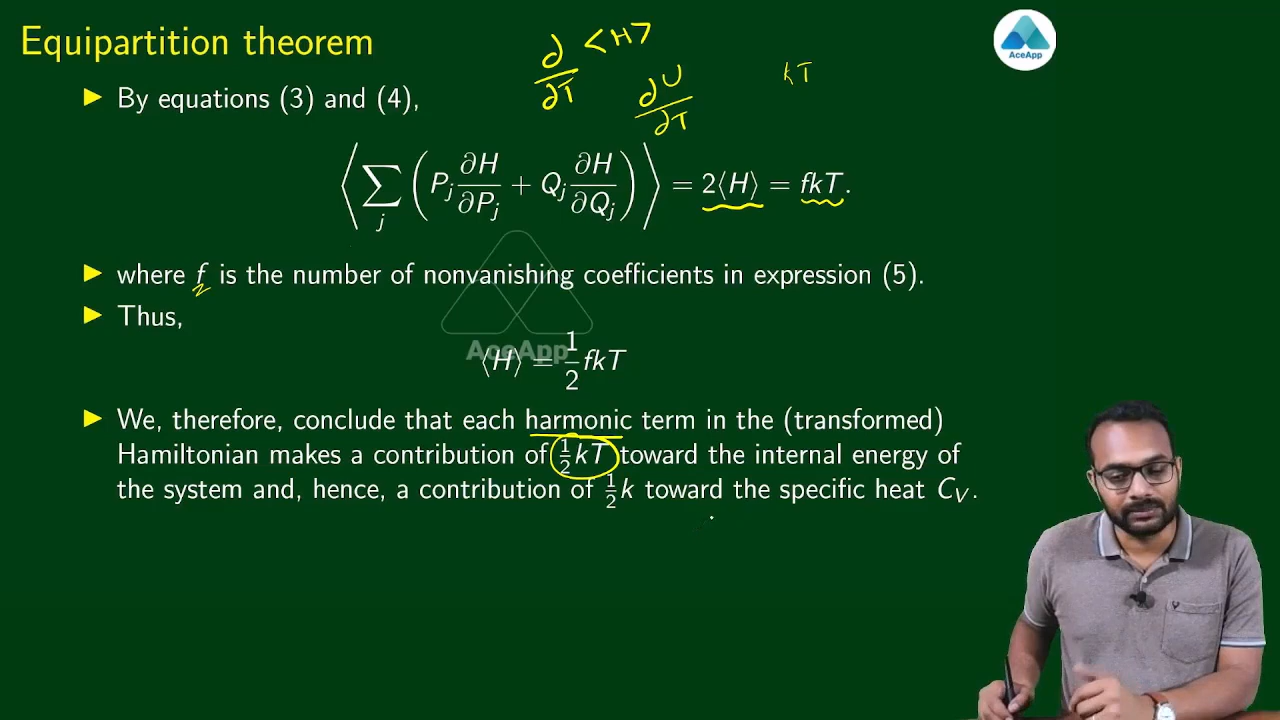 Equipartition theorem
∂/∂T <H>
∂U/∂T
kT
AceApp
▶ By equations (3) and (4),
⟨ ∑_j ( P_j ∂H/∂P_j + Q_j ∂H/∂Q_j ) ⟩ = 2⟨H⟩ = fkT.
▶ where f is the number of nonvanishing coefficients in expression (5).
▶ Thus,
AceApp
⟨H⟩ = 1/2 fkT
▶ We, therefore, conclude that each harmonic term in the (transformed)
Hamiltonian makes a contribution of 1/2 kT toward the internal energy of
the system and, hence, a contribution of 1/2 k toward the specific heat C_V.